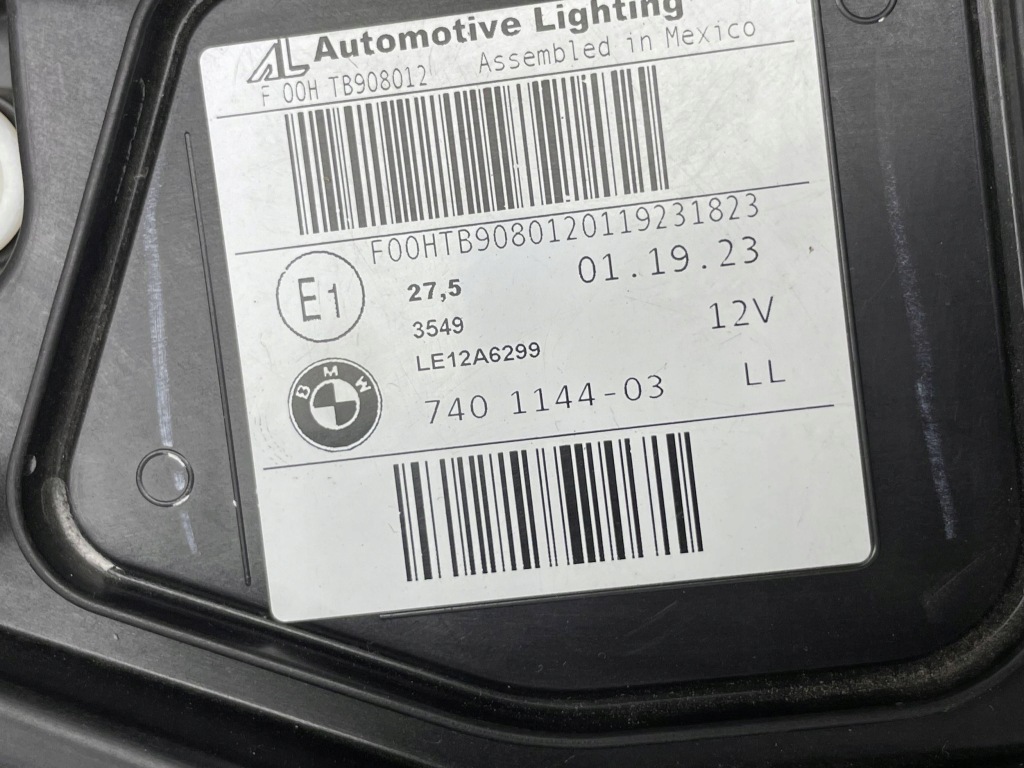 AL Automotive Lighting
F 00H TB908012 Assembled in Mexico
F00HTB9080120119231823
E1 27,5 01.19.23
3549 12V
LE12A6299
BMW 740 1144-03 LL